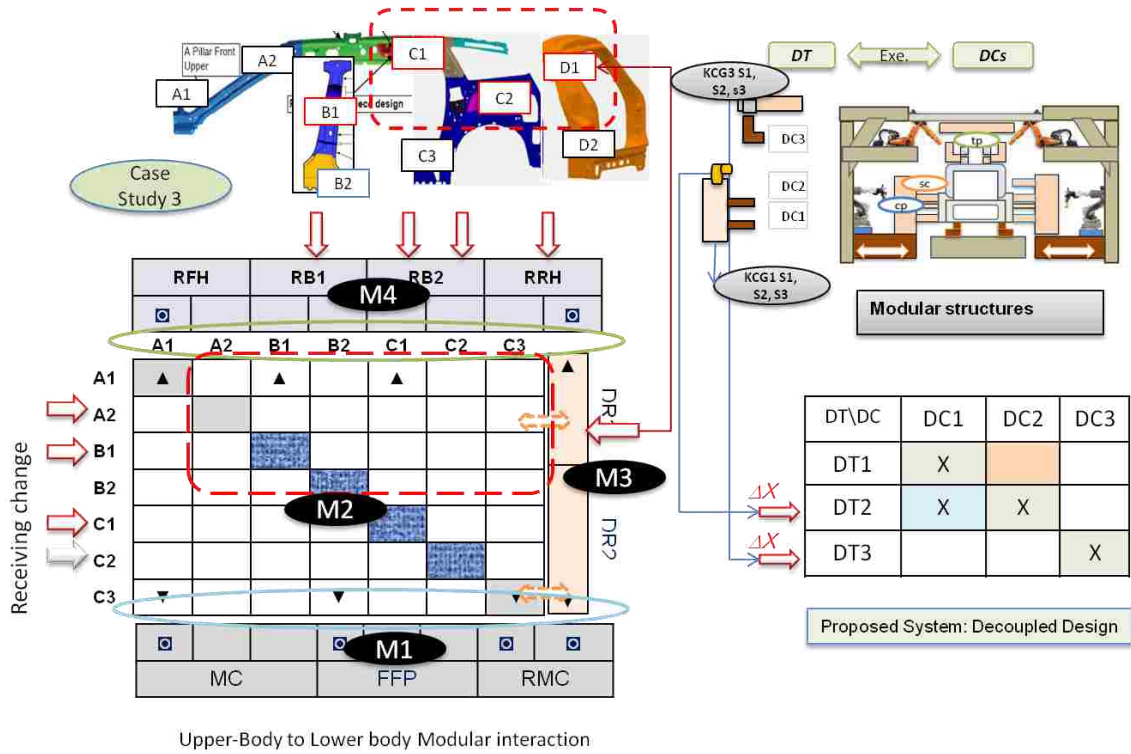 A Pillar Front
Upper
A1
A2
B1
ece design
B2
C1
C2
C3
D1
D2
Case
Study 3
KCG3 S1,
S2, s3
DC3
DC2
DC1
KCG1 S1,
S2, S3
DT
Exe.
DCs
tp
sc
cp
Modular structures
RFH
RB1
RB2
RRH
M4
A1
A2
B1
B2
C1
C2
C3
A1
A2
B1
B2
C1
C2
C3
Receiving change
M2
M3
DR2
M1
MC
FFP
RMC
Upper-Body to Lower body Modular interaction
DT\DC
DC1
DC2
DC3
DT1
X
ΔX
DT2
X
X
ΔX
DT3
X
Proposed System: Decoupled Design